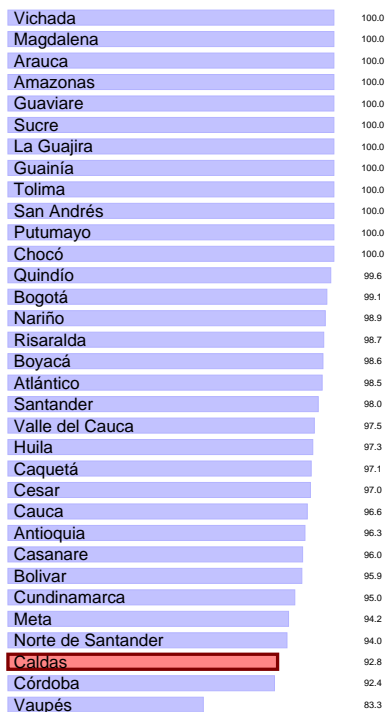 Vichada 100.0
Magdalena 100.0
Arauca 100.0
Amazonas 100.0
Guaviare 100.0
Sucre 100.0
La Guajira 100.0
Guainía 100.0
Tolima 100.0
San Andrés 100.0
Putumayo 100.0
Chocó 100.0
Quindío 99.6
Bogotá 99.1
Nariño 98.9
Risaralda 98.7
Boyacá 98.6
Atlántico 98.5
Santander 98.0
Valle del Cauca 97.5
Huila 97.3
Caquetá 97.1
Cesar 97.0
Cauca 96.6
Antioquia 96.3
Casanare 96.0
Bolivar 95.9
Cundinamarca 95.0
Meta 94.2
Norte de Santander 94.0
Caldas 92.8
Córdoba 92.4
Vaupés 83.3